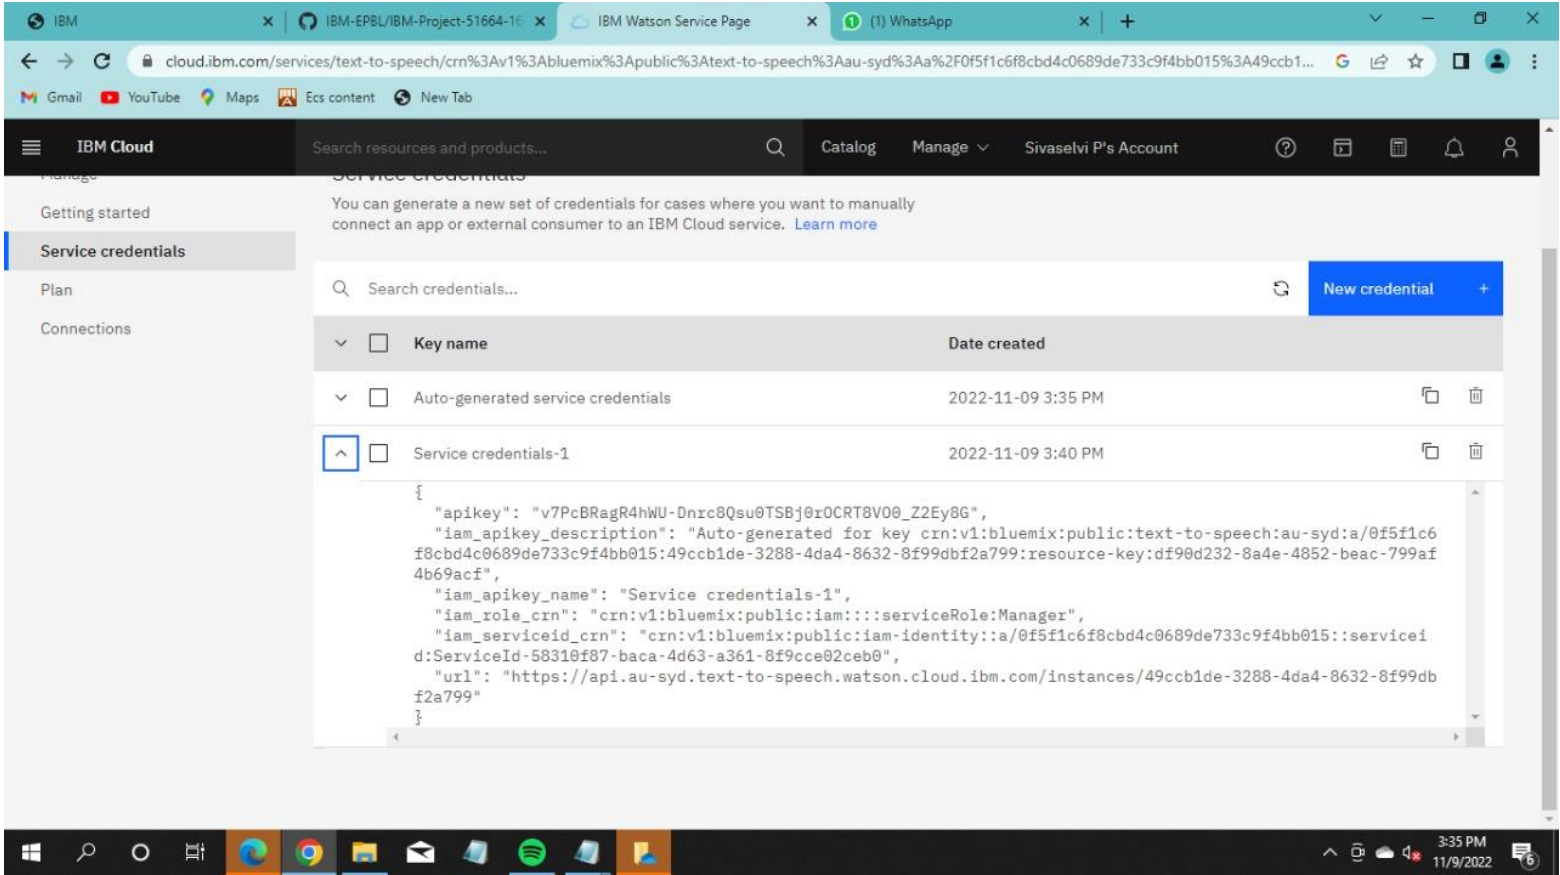 IBM
IBM-EPBL/IBM-Project-51664-16
IBM Watson Service Page
(1) WhatsApp
cloud.ibm.com/services/text-to-speech/crn%3Av1%3Abluemix%3Apublic%3Atext-to-speech%3Aau-syd%3Aa%2F0f5f1c6f8cbd4c0689de733c9f4bb015%3A49ccb1...
Gmail
YouTube
Maps
Ecs content
New Tab
IBM Cloud
Search resources and products...
Catalog
Manage
Sivaselvi P's Account
Manage
Service credentials
You can generate a new set of credentials for cases where you want to manually
connect an app or external consumer to an IBM Cloud service. Learn more
Getting started
Service credentials
Plan
Connections
Search credentials...
New credential +
Key name
Date created
Auto-generated service credentials
2022-11-09 3:35 PM
Service credentials-1
2022-11-09 3:40 PM
{
"apikey": "v7PcBRagR4hWU-Dnrc8Qsu0TSBj0rOCRT8VO0_Z2Ey8G",
"iam_apikey_description": "Auto-generated for key crn:v1:bluemix:public:text-to-speech:au-syd:a/0f5f1c6
f8cbd4c0689de733c9f4bb015:49ccb1de-3288-4da4-8632-8f99dbf2a799:resource-key:df90d232-8a4e-4852-beac-799af
4b69acf",
"iam_apikey_name": "Service credentials-1",
"iam_role_crn": "crn:v1:bluemix:public:iam::::serviceRole:Manager",
"iam_serviceid_crn": "crn:v1:bluemix:public:iam-identity::a/0f5f1c6f8cbd4c0689de733c9f4bb015::servicei
d:ServiceId-58310f87-baca-4d63-a361-8f9cce02ceb0",
"url": "https://api.au-syd.text-to-speech.watson.cloud.ibm.com/instances/49ccb1de-3288-4da4-8632-8f99db
f2a799"
}
3:35 PM
11/9/2022
6